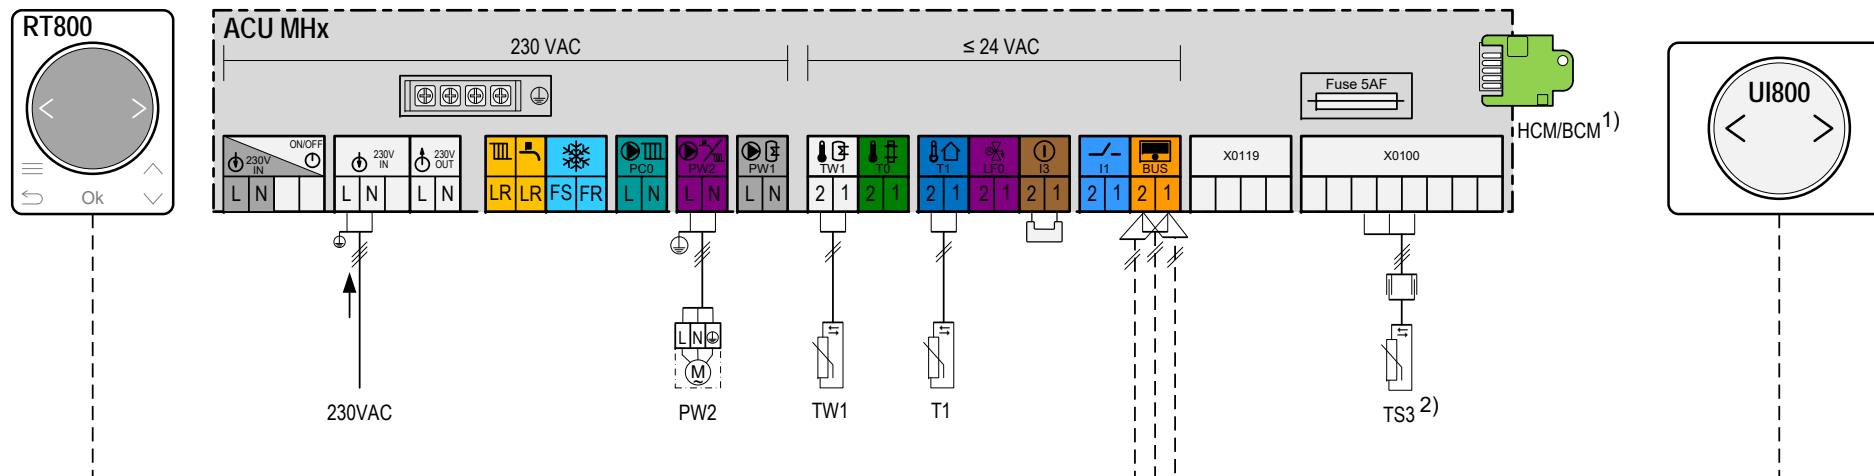 RT800
Ok
ACU MHx
230 VAC
≤ 24 VAC
Fuse 5AF
HCM/BCM 1)
UI800
230V IN
ON/OFF
230V IN
230V OUT
PC0
PW2
PW1
TW1
T0
T1
LF0
I3
I1
BUS
X0119
X0100
L N
L N
L N
LR LR FS FR
L N
L N
L N
2 1
2 1
2 1
2 1
2 1
2 1
2 1
L N
M
~
230VAC
PW2
TW1
T1
TS3 2)